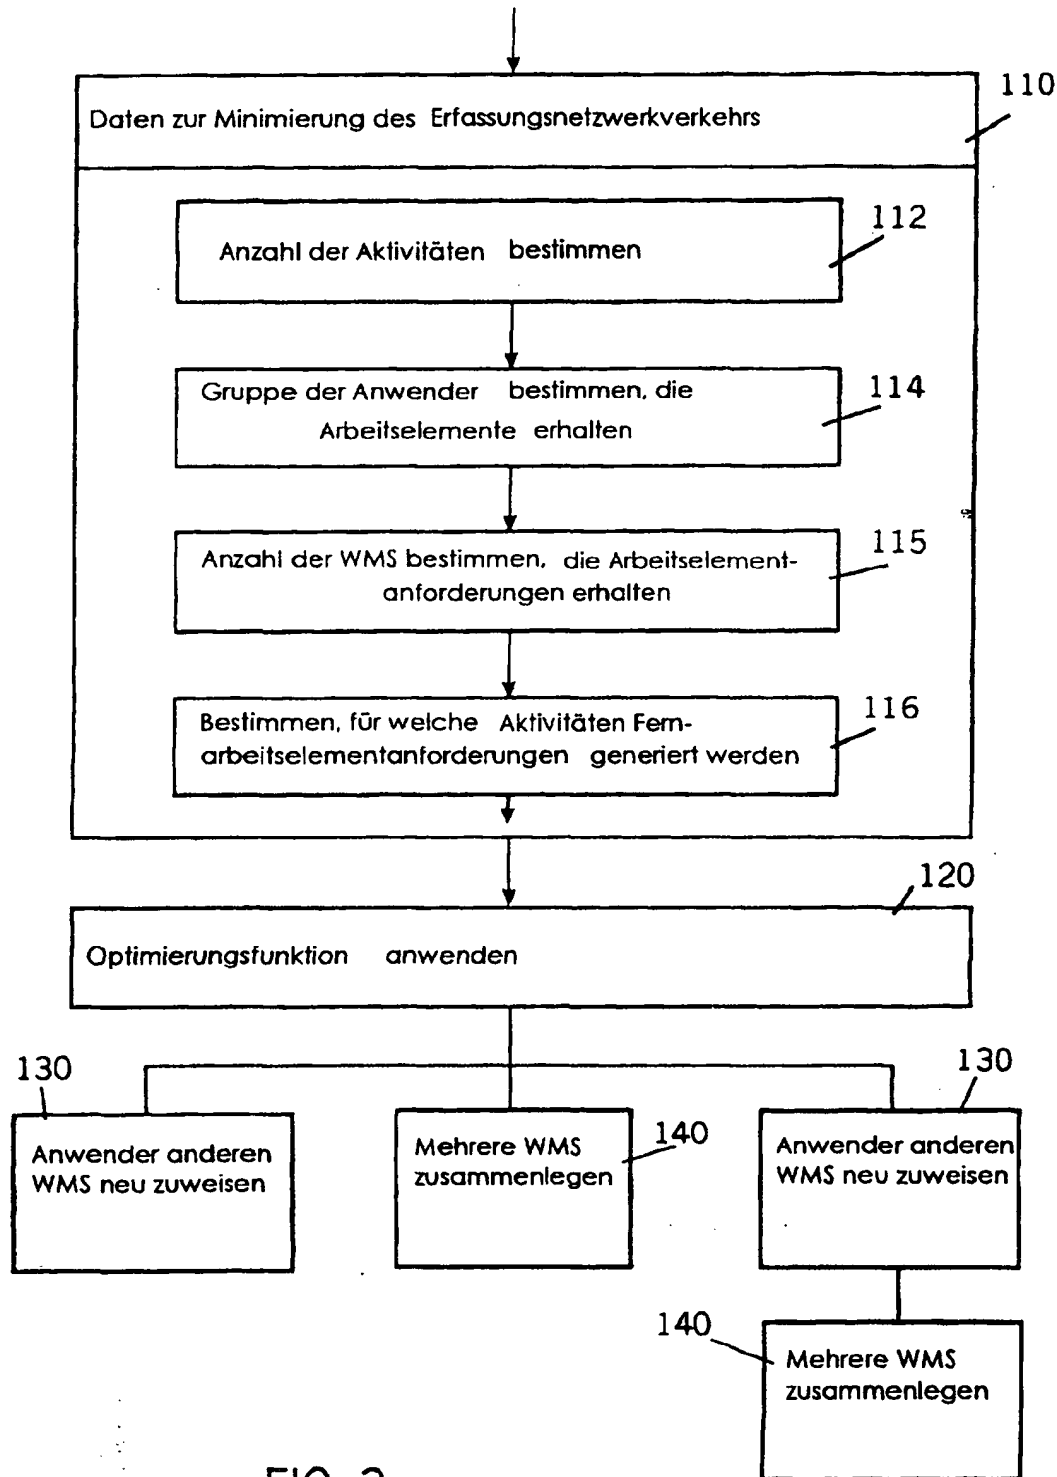 110
Daten zur Minimierung des Erfassungsnetzwerkverkehrs
112
Anzahl der Aktivitäten bestimmen
114
Gruppe der Anwender bestimmen, die
Arbeitselemente erhalten
115
Anzahl der WMS bestimmen, die Arbeitselement-
anforderungen erhalten
116
Bestimmen, für welche Aktivitäten Fern-
arbeitselementanforderungen generiert werden
120
Optimierungsfunktion anwenden
130
Anwender anderen
WMS neu zuweisen
140
Mehrere WMS
zusammenlegen
130
Anwender anderen
WMS neu zuweisen
140
Mehrere WMS
zusammenlegen